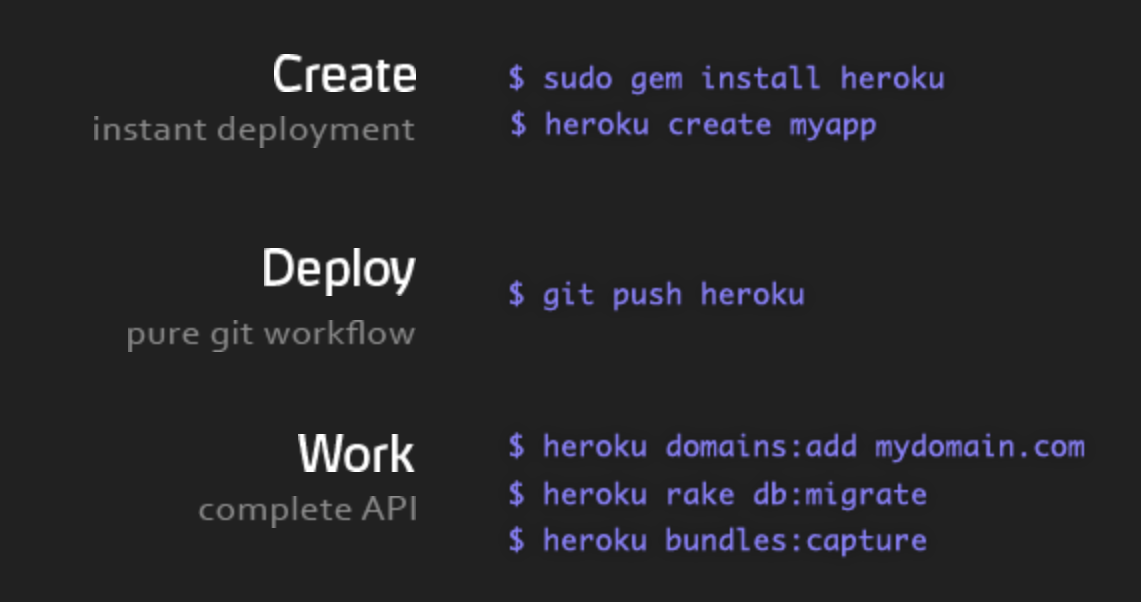 Create
instant deployment
$ sudo gem install heroku
$ heroku create myapp
Deploy
pure git workflow
$ git push heroku
Work
complete API
$ heroku domains:add mydomain.com
$ heroku rake db:migrate
$ heroku bundles:capture